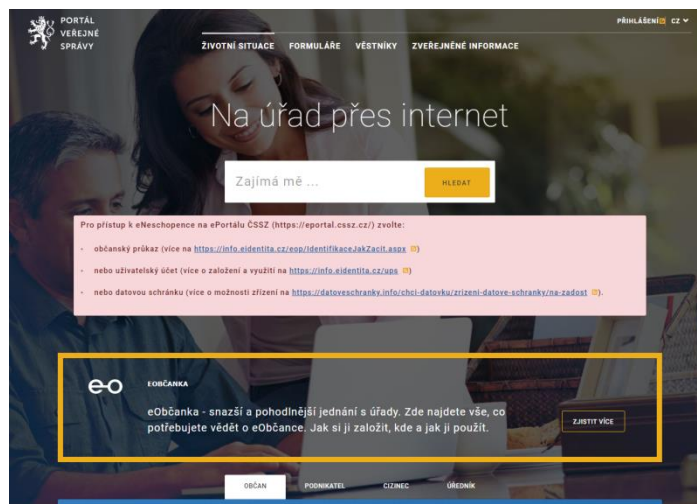 PORTÁL
VEŘEJNÉ
SPRÁVY
PŘIHLÁŠENÍ CZ
ŽIVOTNÍ SITUACE FORMULÁŘE VĚSTNÍKY ZVEŘEJNĚNÉ INFORMACE
Na úřad přes internet
Zajímá mě ... HLEDAT
Pro přístup k eNeschopence na ePortálu ČSSZ (https://eportal.cssz.cz/) zvolte:
- občanský průkaz (více na https://info.eidentita.cz/eop/IdentifikaceJakZacit.aspx )
- nebo uživatelský účet (více o založení a využití na https://info.eidentita.cz/ups )
- nebo datovou schránku (více o možnosti zřízení na https://datoveschranky.info/chci-datovku/zrizeni-datove-schranky/na-zadost ).
e-o EOBČANKA
eObčanka - snazší a pohodlnější jednání s úřady. Zde najdete vše, co
potřebujete vědět o eObčance. Jak si ji založit, kde a jak ji použít.
ZJISTIT VÍCE
OBČAN PODNIKATEL CIZINEC ÚŘEDNÍK